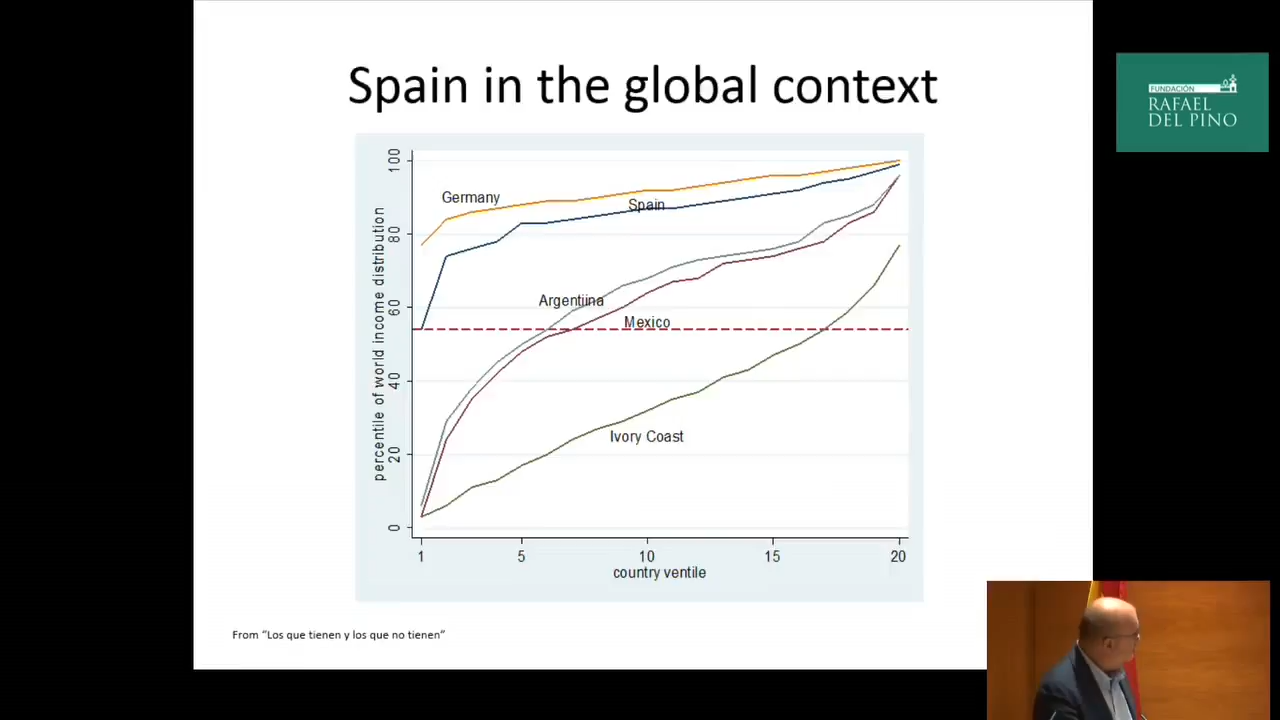 Spain in the global context
FUNDACIÓN
RAFAEL
DEL PINO
percentile of world income distribution
100
80
60
40
20
0
Germany
Spain
Argentiina
Mexico
Ivory Coast
1
5
10
15
20
country ventile
From “Los que tienen y los que no tienen”